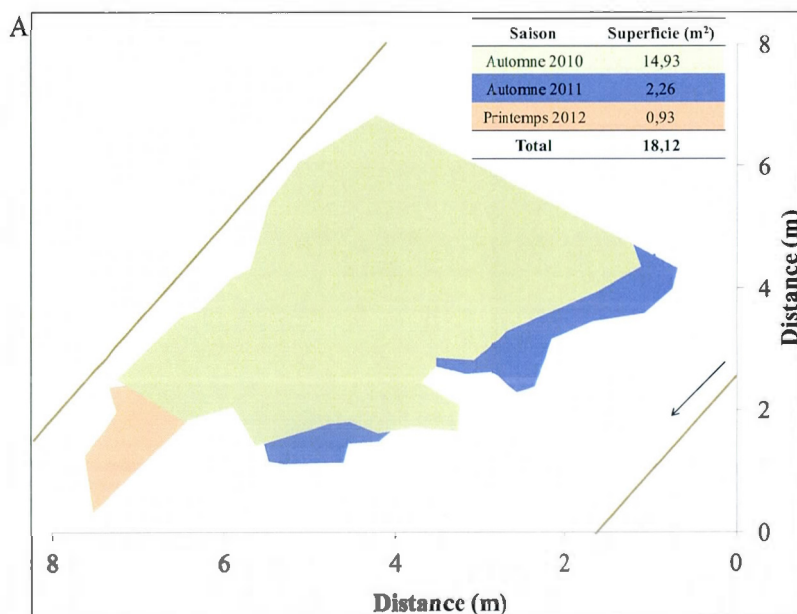 A
Saison Superficie (m²)
Automne 2010 14,93
Automne 2011 2,26
Printemps 2012 0,93
Total 18,12
8
6
4
2
0
Distance (m)
8 6 4 2 0
Distance (m)